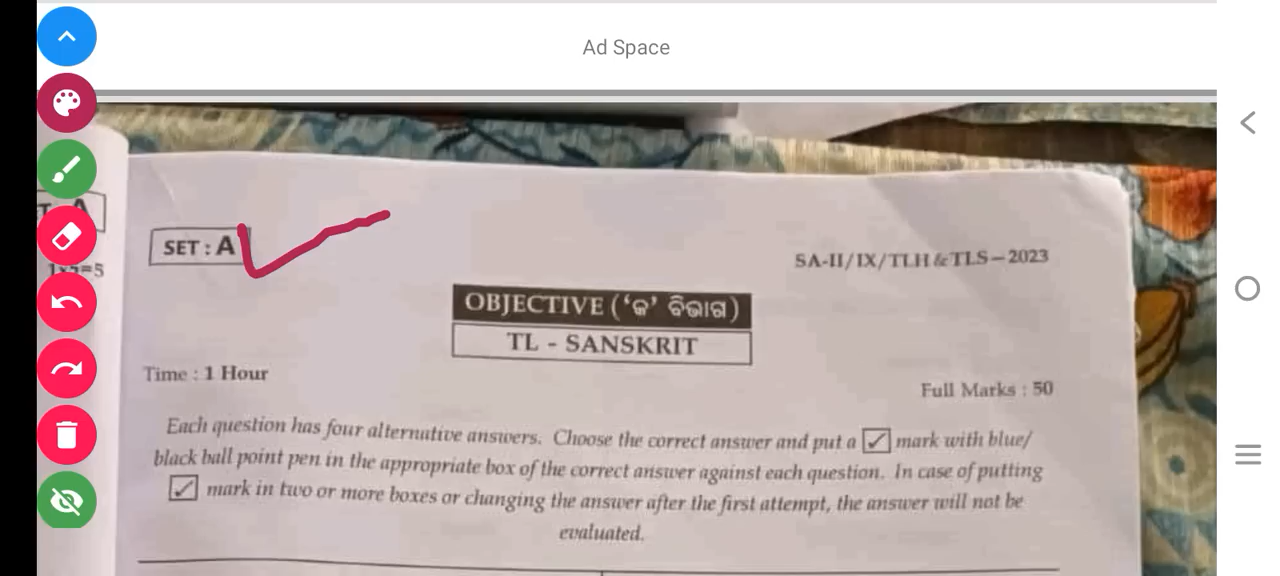 Ad Space
T A
1x5=5
SET : A
SA-II/IX/TLH & TLS – 2023
OBJECTIVE ('କ' ବିଭାଗ)
TL - SANSKRIT
Time : 1 Hour
Full Marks : 50
Each question has four alternative answers. Choose the correct answer and put a ✓ mark with blue/
black ball point pen in the appropriate box of the correct answer against each question. In case of putting
✓ mark in two or more boxes or changing the answer after the first attempt, the answer will not be
evaluated.